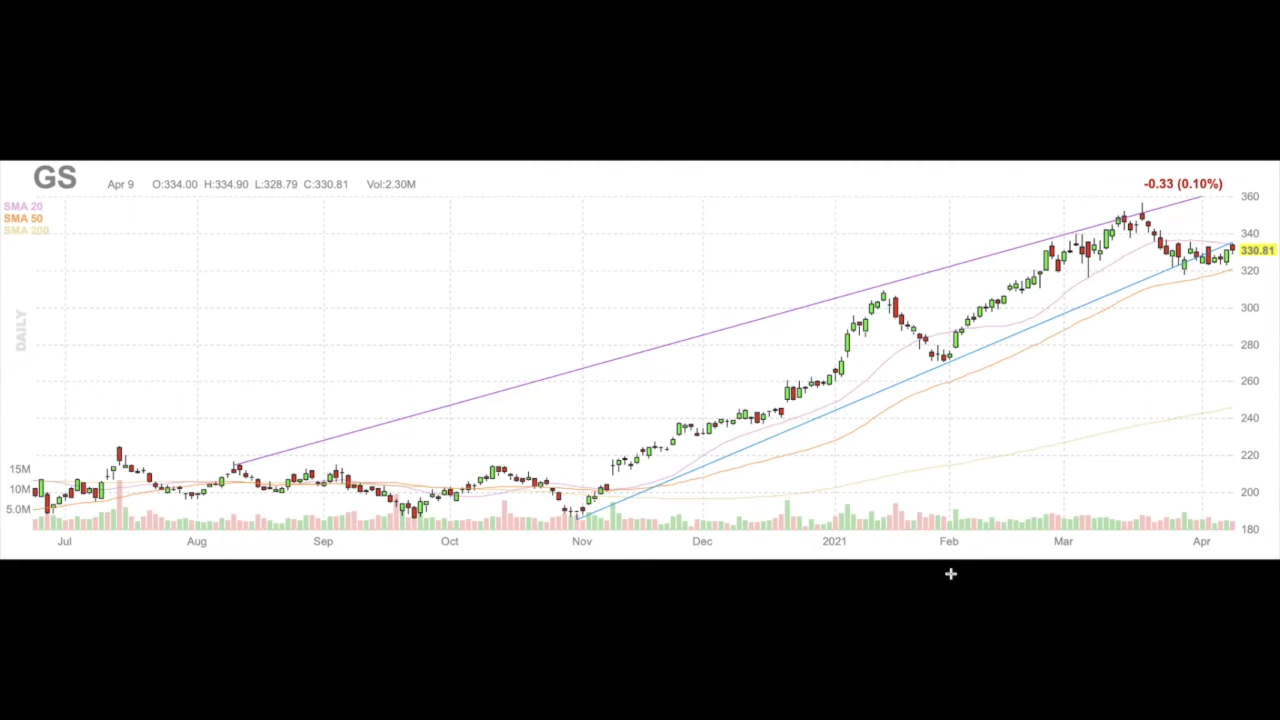 GS Apr 9 O:334.00 H:334.90 L:328.79 C:330.81 Vol:2.30M -0.33 (0.10%)
SMA 20
SMA 50
SMA 200
DAILY
360
340
330.81
320
300
280
260
240
220
200
180
15M
10M
5.0M
Jul Aug Sep Oct Nov Dec 2021 Feb Mar Apr